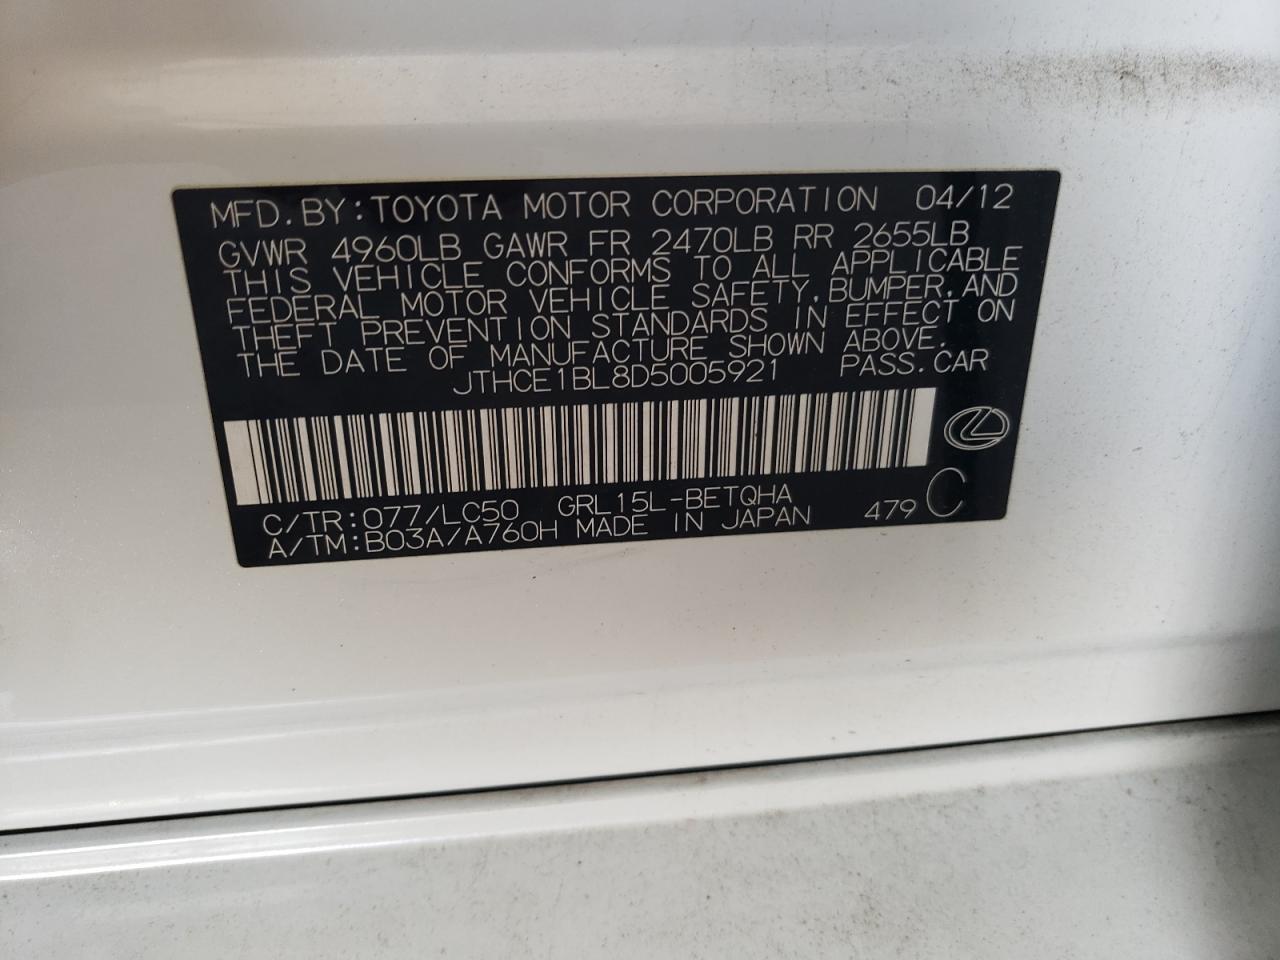 MFD.BY:TOYOTA MOTOR CORPORATION 04/12
GVWR 4960LB GAWR FR 2470LB RR 2655LB
THIS VEHICLE CONFORMS TO ALL APPLICABLE
FEDERAL MOTOR VEHICLE SAFETY,BUMPER,AND
THEFT PREVENTION STANDARDS IN EFFECT ON
THE DATE OF MANUFACTURE SHOWN ABOVE.
JTHCE1BL8D5005921 PASS.CAR
C/TR:077/LC50 GRL15L-BETQHA
A/TM:B03A/A760H MADE IN JAPAN 479 C